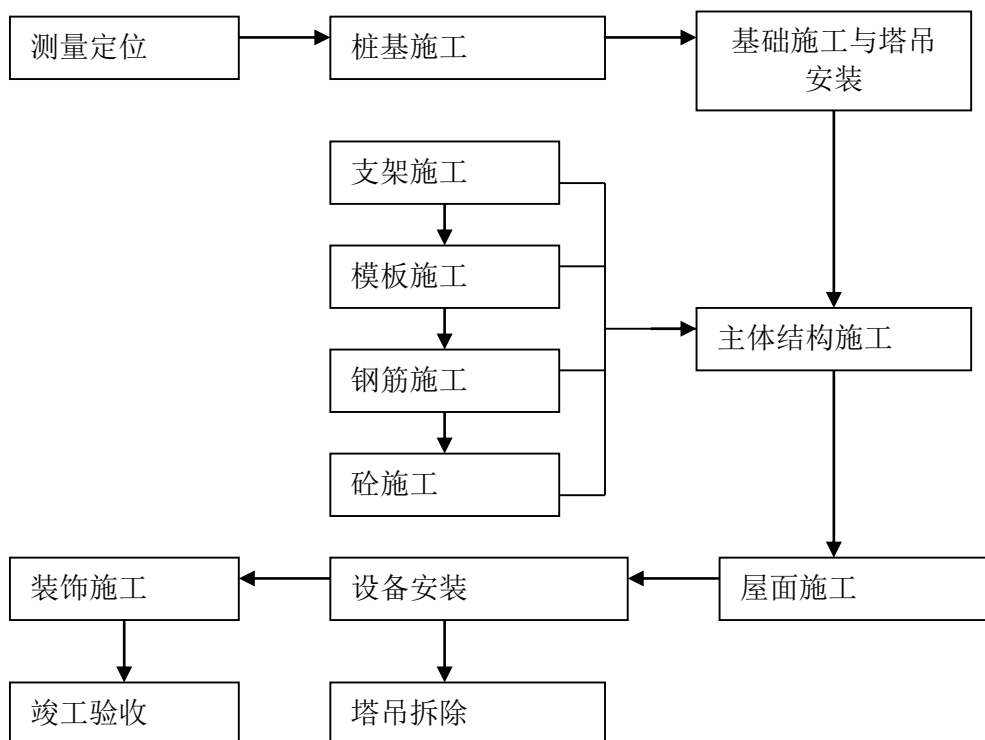 测量定位
桩基施工
基础施工与塔吊
安装
支架施工
模板施工
钢筋施工
砼施工
主体结构施工
装饰施工
设备安装
屋面施工
竣工验收
塔吊拆除